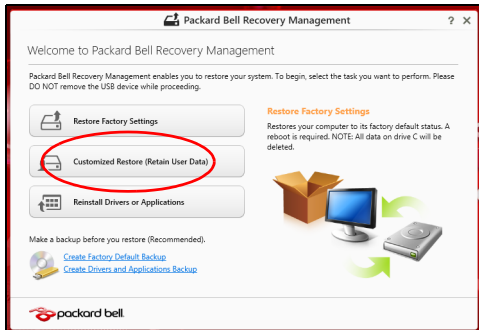 Packard Bell Recovery Management
? X
Welcome to Packard Bell Recovery Management
Packard Bell Recovery Management enables you to restore your system. To begin, select the task you want to perform. Please
DO NOT remove the USB device while proceeding.
Restore Factory Settings
Customized Restore (Retain User Data)
Reinstall Drivers or Applications
Restore Factory Settings
Restores your computer to its factory default status. A
reboot is required. NOTE: All data on drive C will be
deleted.
Make a backup before you restore (Recommended).
Create Factory Default Backup
Create Drivers and Applications Backup
packard bell.